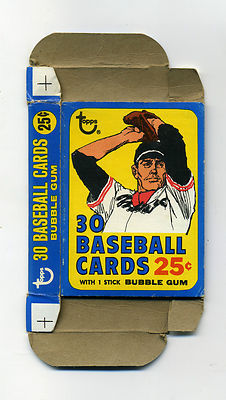 25¢
30 BASEBALL CARDS
BUBBLE GUM
Topps
Topps
®
30
BASEBALL
CARDS 25¢
WITH 1 STICK BUBBLE GUM